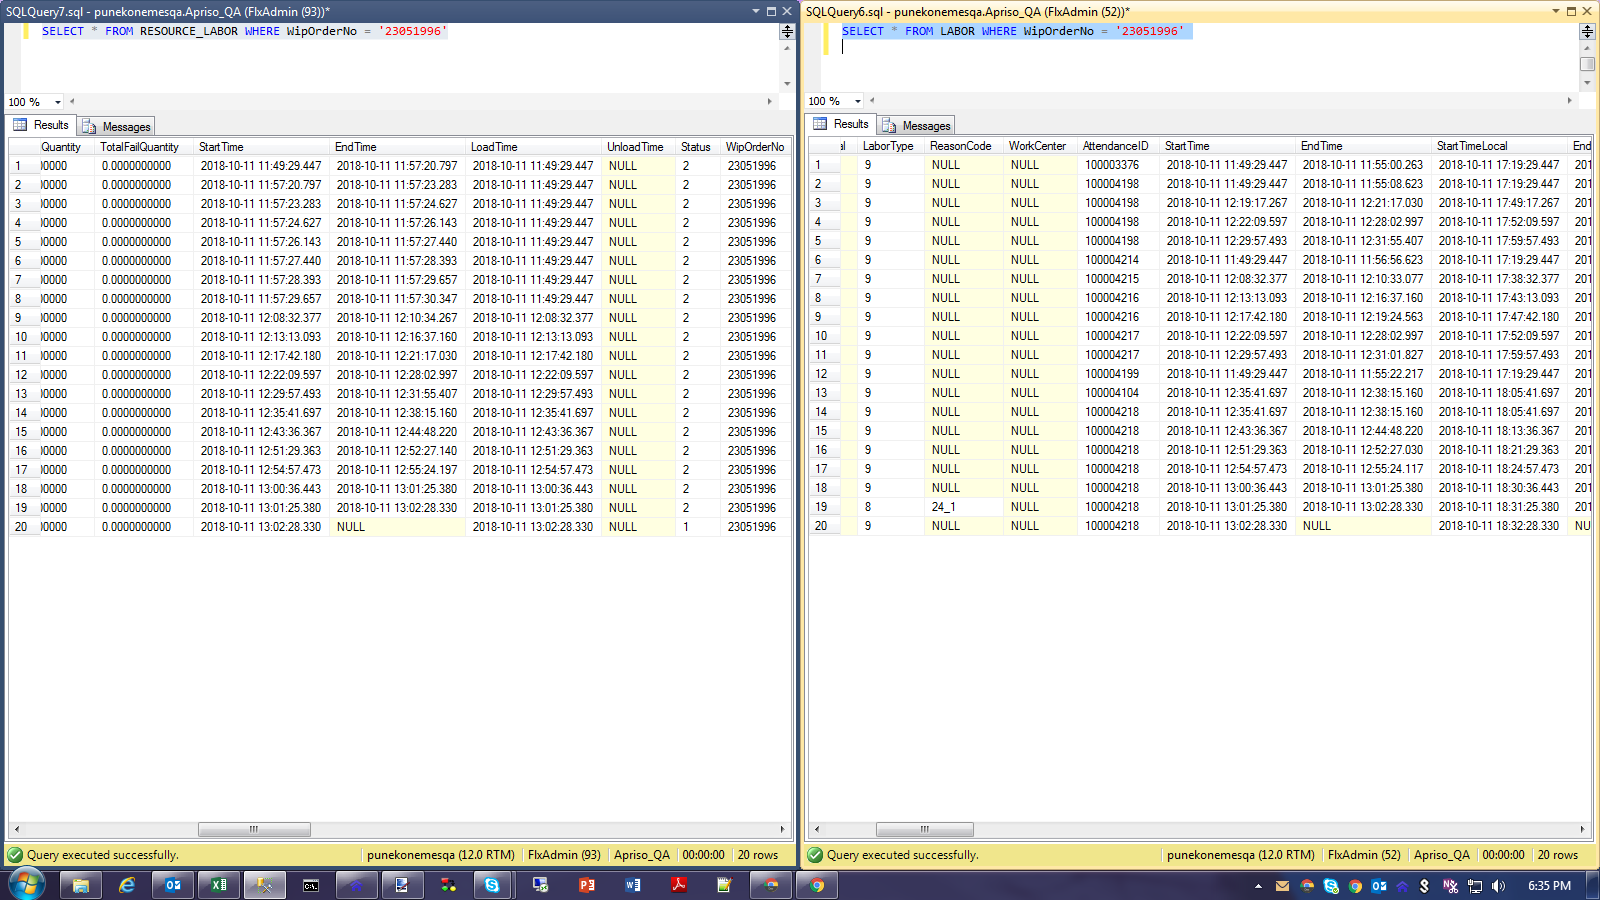 SQLQuery7.sql - punekonemesqa.Apriso_QA (FlxAdmin (93))*
SELECT * FROM RESOURCE_LABOR WHERE WipOrderNo = '23051996'
100 %
Results Messages
Quantity TotalFailQuantity StartTime EndTime LoadTime UnloadTime Status WipOrderNo
1 00000 0.0000000000 2018-10-11 11:49:29.447 2018-10-11 11:57:20.797 2018-10-11 11:49:29.447 NULL 2 23051996
2 00000 0.0000000000 2018-10-11 11:57:20.797 2018-10-11 11:57:23.283 2018-10-11 11:49:29.447 NULL 2 23051996
3 00000 0.0000000000 2018-10-11 11:57:23.283 2018-10-11 11:57:24.627 2018-10-11 11:49:29.447 NULL 2 23051996
4 00000 0.0000000000 2018-10-11 11:57:24.627 2018-10-11 11:57:26.143 2018-10-11 11:49:29.447 NULL 2 23051996
5 00000 0.0000000000 2018-10-11 11:57:26.143 2018-10-11 11:57:27.440 2018-10-11 11:49:29.447 NULL 2 23051996
6 00000 0.0000000000 2018-10-11 11:57:27.440 2018-10-11 11:57:28.393 2018-10-11 11:49:29.447 NULL 2 23051996
7 00000 0.0000000000 2018-10-11 11:57:28.393 2018-10-11 11:57:29.657 2018-10-11 11:49:29.447 NULL 2 23051996
8 00000 0.0000000000 2018-10-11 11:57:29.657 2018-10-11 11:57:30.347 2018-10-11 11:49:29.447 NULL 2 23051996
9 00000 0.0000000000 2018-10-11 12:08:32.377 2018-10-11 12:10:34.267 2018-10-11 12:08:32.377 NULL 2 23051996
10 00000 0.0000000000 2018-10-11 12:13:13.093 2018-10-11 12:16:37.160 2018-10-11 12:13:13.093 NULL 2 23051996
11 00000 0.0000000000 2018-10-11 12:17:42.180 2018-10-11 12:21:17.030 2018-10-11 12:17:42.180 NULL 2 23051996
12 00000 0.0000000000 2018-10-11 12:22:09.597 2018-10-11 12:28:02.997 2018-10-11 12:22:09.597 NULL 2 23051996
13 00000 0.0000000000 2018-10-11 12:29:57.493 2018-10-11 12:31:55.407 2018-10-11 12:29:57.493 NULL 2 23051996
14 00000 0.0000000000 2018-10-11 12:35:41.697 2018-10-11 12:38:15.160 2018-10-11 12:35:41.697 NULL 2 23051996
15 00000 0.0000000000 2018-10-11 12:43:36.367 2018-10-11 12:44:48.220 2018-10-11 12:43:36.367 NULL 2 23051996
16 00000 0.0000000000 2018-10-11 12:51:29.363 2018-10-11 12:52:27.140 2018-10-11 12:51:29.363 NULL 2 23051996
17 00000 0.0000000000 2018-10-11 12:54:57.473 2018-10-11 12:55:24.197 2018-10-11 12:54:57.473 NULL 2 23051996
18 00000 0.0000000000 2018-10-11 13:00:36.443 2018-10-11 13:01:25.380 2018-10-11 13:00:36.443 NULL 2 23051996
19 00000 0.0000000000 2018-10-11 13:01:25.380 2018-10-11 13:02:28.330 2018-10-11 13:01:25.380 NULL 2 23051996
20 00000 0.0000000000 2018-10-11 13:02:28.330 NULL 2018-10-11 13:02:28.330 NULL 1 23051996
Query executed successfully. punekonemesqa (12.0 RTM) FlxAdmin (93) Apriso_QA 00:00:00 20 rows
SQLQuery6.sql - punekonemesqa.Apriso_QA (FlxAdmin (52))*
SELECT * FROM LABOR WHERE WipOrderNo = '23051996'
100 %
Results Messages
al LaborType ReasonCode WorkCenter AttendanceID StartTime EndTime StartTimeLocal End
1 9 NULL NULL 100003376 2018-10-11 11:49:29.447 2018-10-11 11:55:00.263 2018-10-11 17:19:29.447 201
2 9 NULL NULL 100004198 2018-10-11 11:49:29.447 2018-10-11 11:55:08.623 2018-10-11 17:19:29.447 201
3 9 NULL NULL 100004198 2018-10-11 12:19:17.267 2018-10-11 12:21:17.030 2018-10-11 17:49:17.267 201
4 9 NULL NULL 100004198 2018-10-11 12:22:09.597 2018-10-11 12:28:02.997 2018-10-11 17:52:09.597 201
5 9 NULL NULL 100004198 2018-10-11 12:29:57.493 2018-10-11 12:31:55.407 2018-10-11 17:59:57.493 201
6 9 NULL NULL 100004214 2018-10-11 11:49:29.447 2018-10-11 11:56:56.623 2018-10-11 17:19:29.447 201
7 9 NULL NULL 100004215 2018-10-11 12:08:32.377 2018-10-11 12:10:33.077 2018-10-11 17:38:32.377 201
8 9 NULL NULL 100004216 2018-10-11 12:13:13.093 2018-10-11 12:16:37.160 2018-10-11 17:43:13.093 201
9 9 NULL NULL 100004216 2018-10-11 12:17:42.180 2018-10-11 12:19:24.563 2018-10-11 17:47:42.180 201
10 9 NULL NULL 100004217 2018-10-11 12:22:09.597 2018-10-11 12:28:02.997 2018-10-11 17:52:09.597 201
11 9 NULL NULL 100004217 2018-10-11 12:29:57.493 2018-10-11 12:31:01.827 2018-10-11 17:59:57.493 201
12 9 NULL NULL 100004199 2018-10-11 11:49:29.447 2018-10-11 11:55:22.217 2018-10-11 17:19:29.447 201
13 9 NULL NULL 100004104 2018-10-11 12:35:41.697 2018-10-11 12:38:15.160 2018-10-11 18:05:41.697 201
14 9 NULL NULL 100004218 2018-10-11 12:35:41.697 2018-10-11 12:38:15.160 2018-10-11 18:05:41.697 201
15 9 NULL NULL 100004218 2018-10-11 12:43:36.367 2018-10-11 12:44:48.220 2018-10-11 18:13:36.367 201
16 9 NULL NULL 100004218 2018-10-11 12:51:29.363 2018-10-11 12:52:27.030 2018-10-11 18:21:29.363 201
17 9 NULL NULL 100004218 2018-10-11 12:54:57.473 2018-10-11 12:55:24.117 2018-10-11 18:24:57.473 201
18 9 NULL NULL 100004218 2018-10-11 13:00:36.443 2018-10-11 13:01:25.380 2018-10-11 18:30:36.443 201
19 8 24_1 NULL 100004218 2018-10-11 13:01:25.380 2018-10-11 13:02:28.330 2018-10-11 18:31:25.380 201
20 9 NULL NULL 100004218 2018-10-11 13:02:28.330 NULL 2018-10-11 18:32:28.330 NU
Query executed successfully. punekonemesqa (12.0 RTM) FlxAdmin (52) Apriso_QA 00:00:00 20 rows
6:35 PM